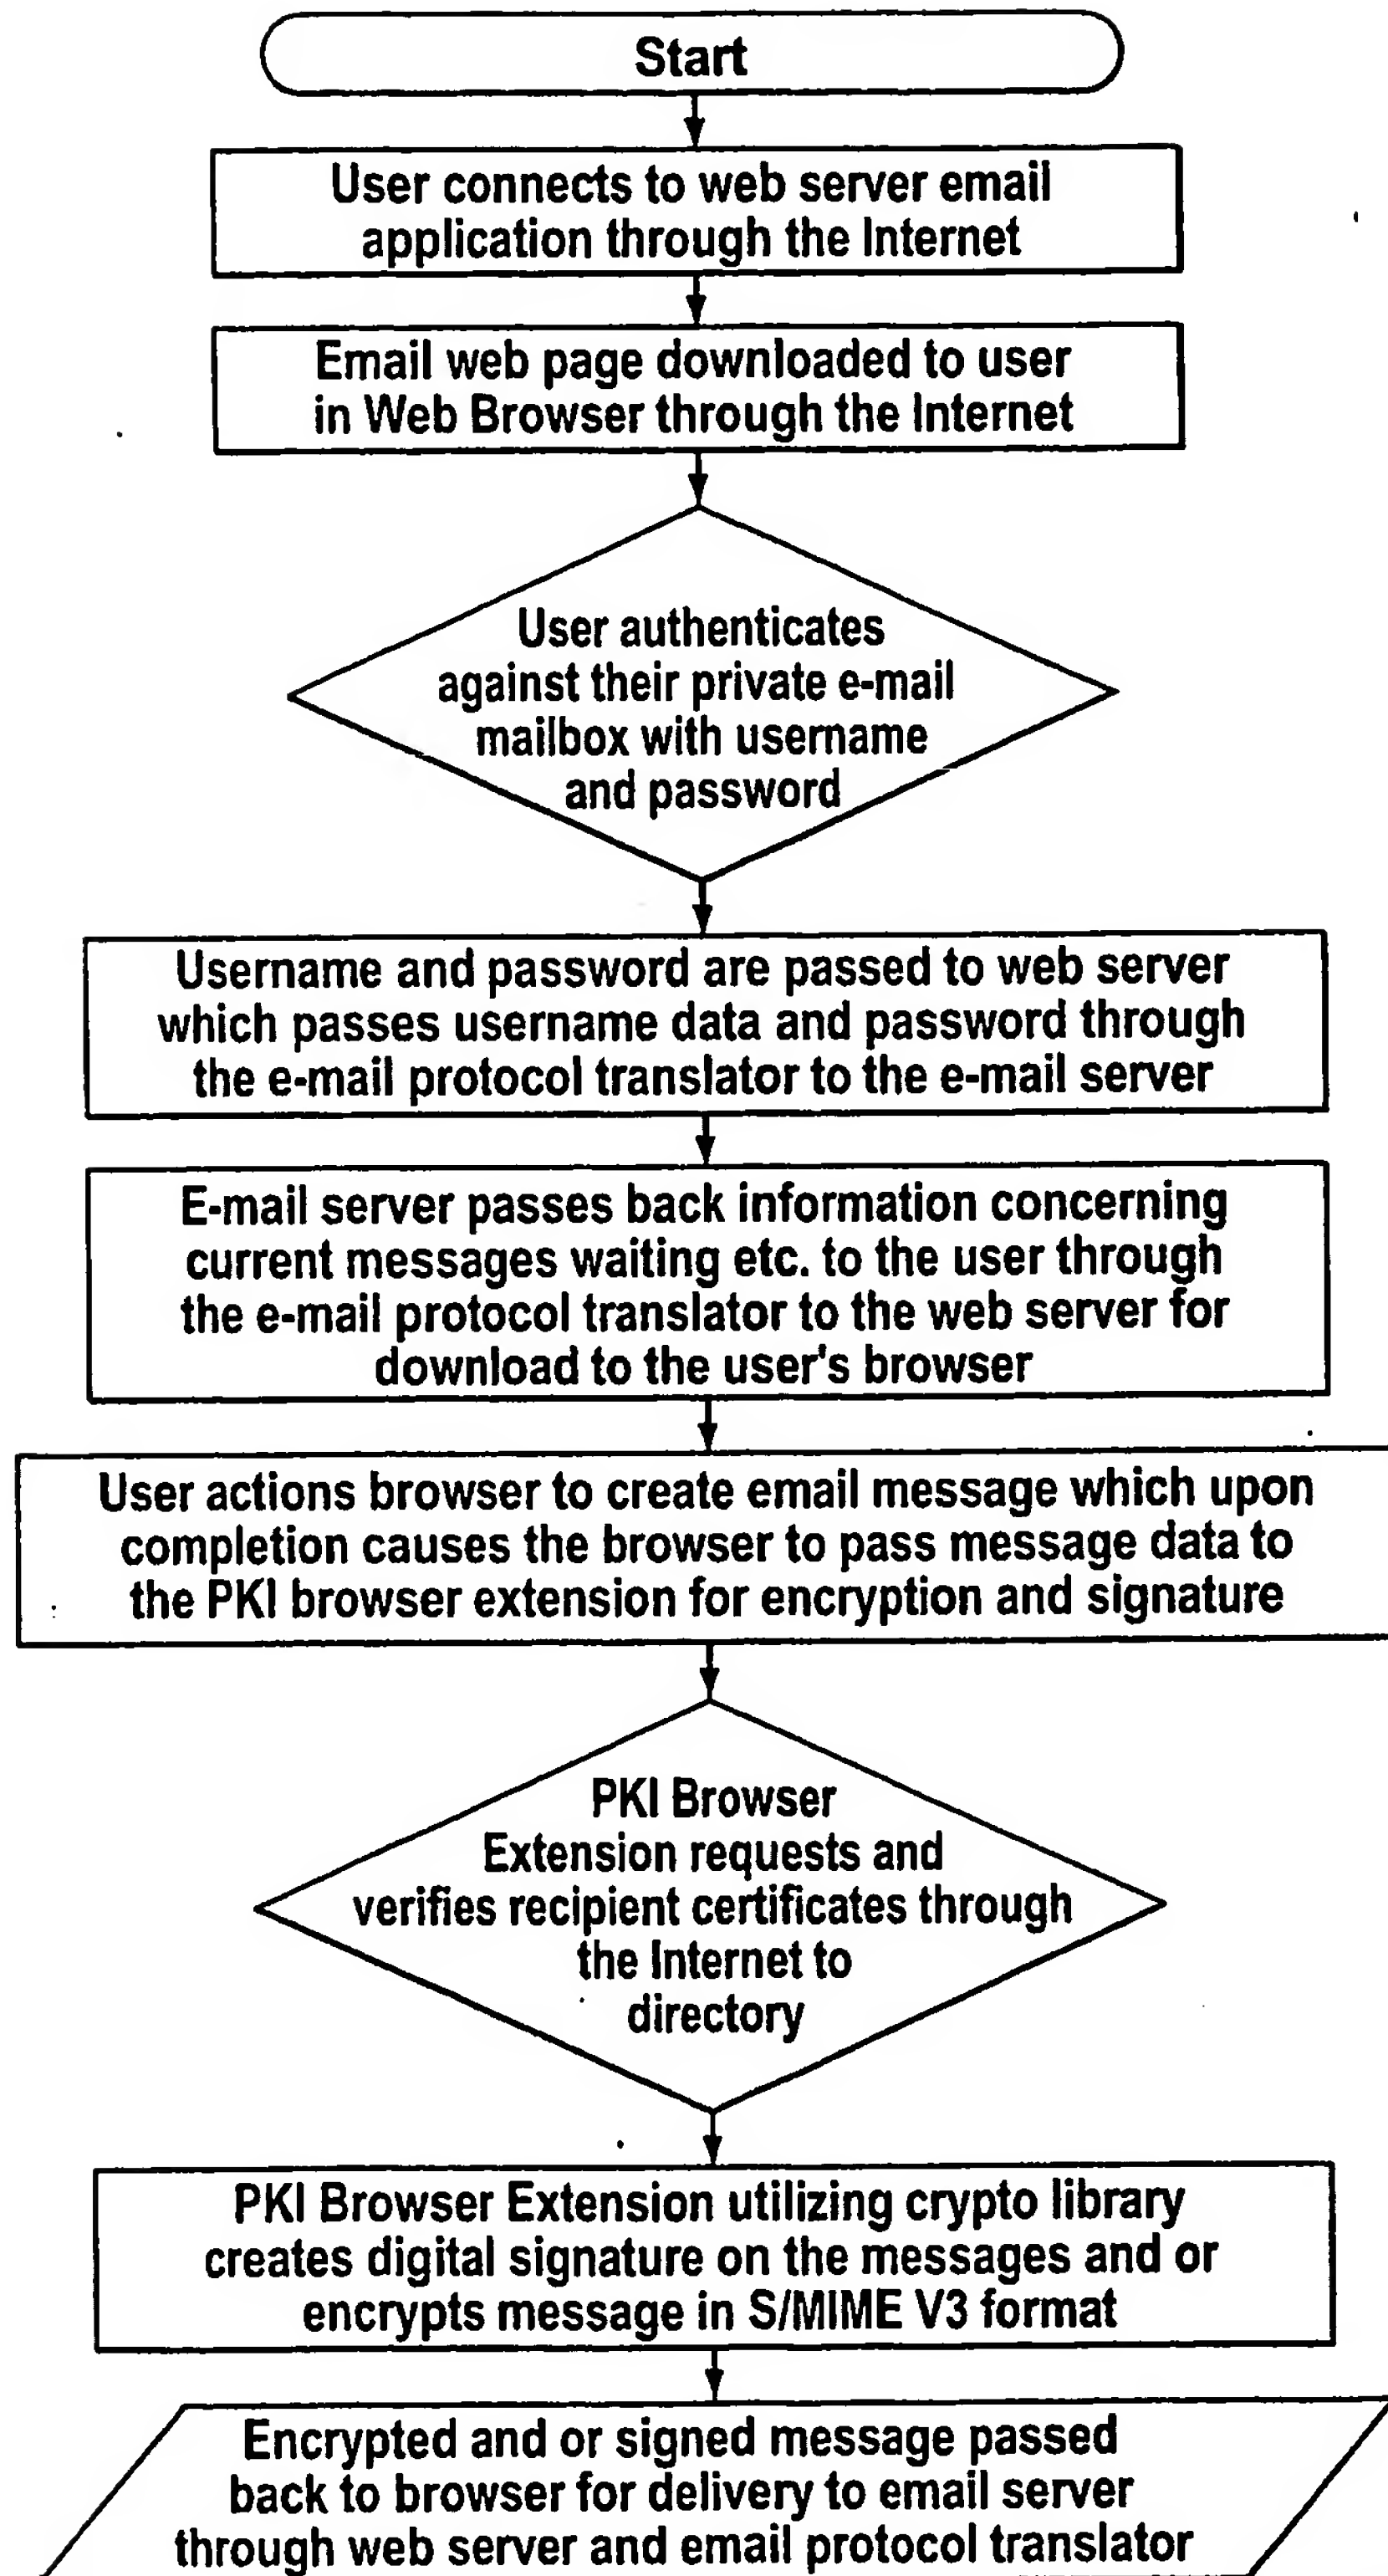 Start
User connects to web server email
application through the Internet
Email web page downloaded to user
in Web Browser through the Internet
User authenticates
against their private e-mail
mailbox with username
and password
Username and password are passed to web server
which passes username data and password through
the e-mail protocol translator to the e-mail server
E-mail server passes back information concerning
current messages waiting etc. to the user through
the e-mail protocol translator to the web server for
download to the user's browser
User actions browser to create email message which upon
completion causes the browser to pass message data to
the PKI browser extension for encryption and signature
PKI Browser
Extension requests and
verifies recipient certificates through
the Internet to
directory
PKI Browser Extension utilizing crypto library
creates digital signature on the messages and or
encrypts message in S/MIME V3 format
Encrypted and or signed message passed
back to browser for delivery to email server
through web server and email protocol translator